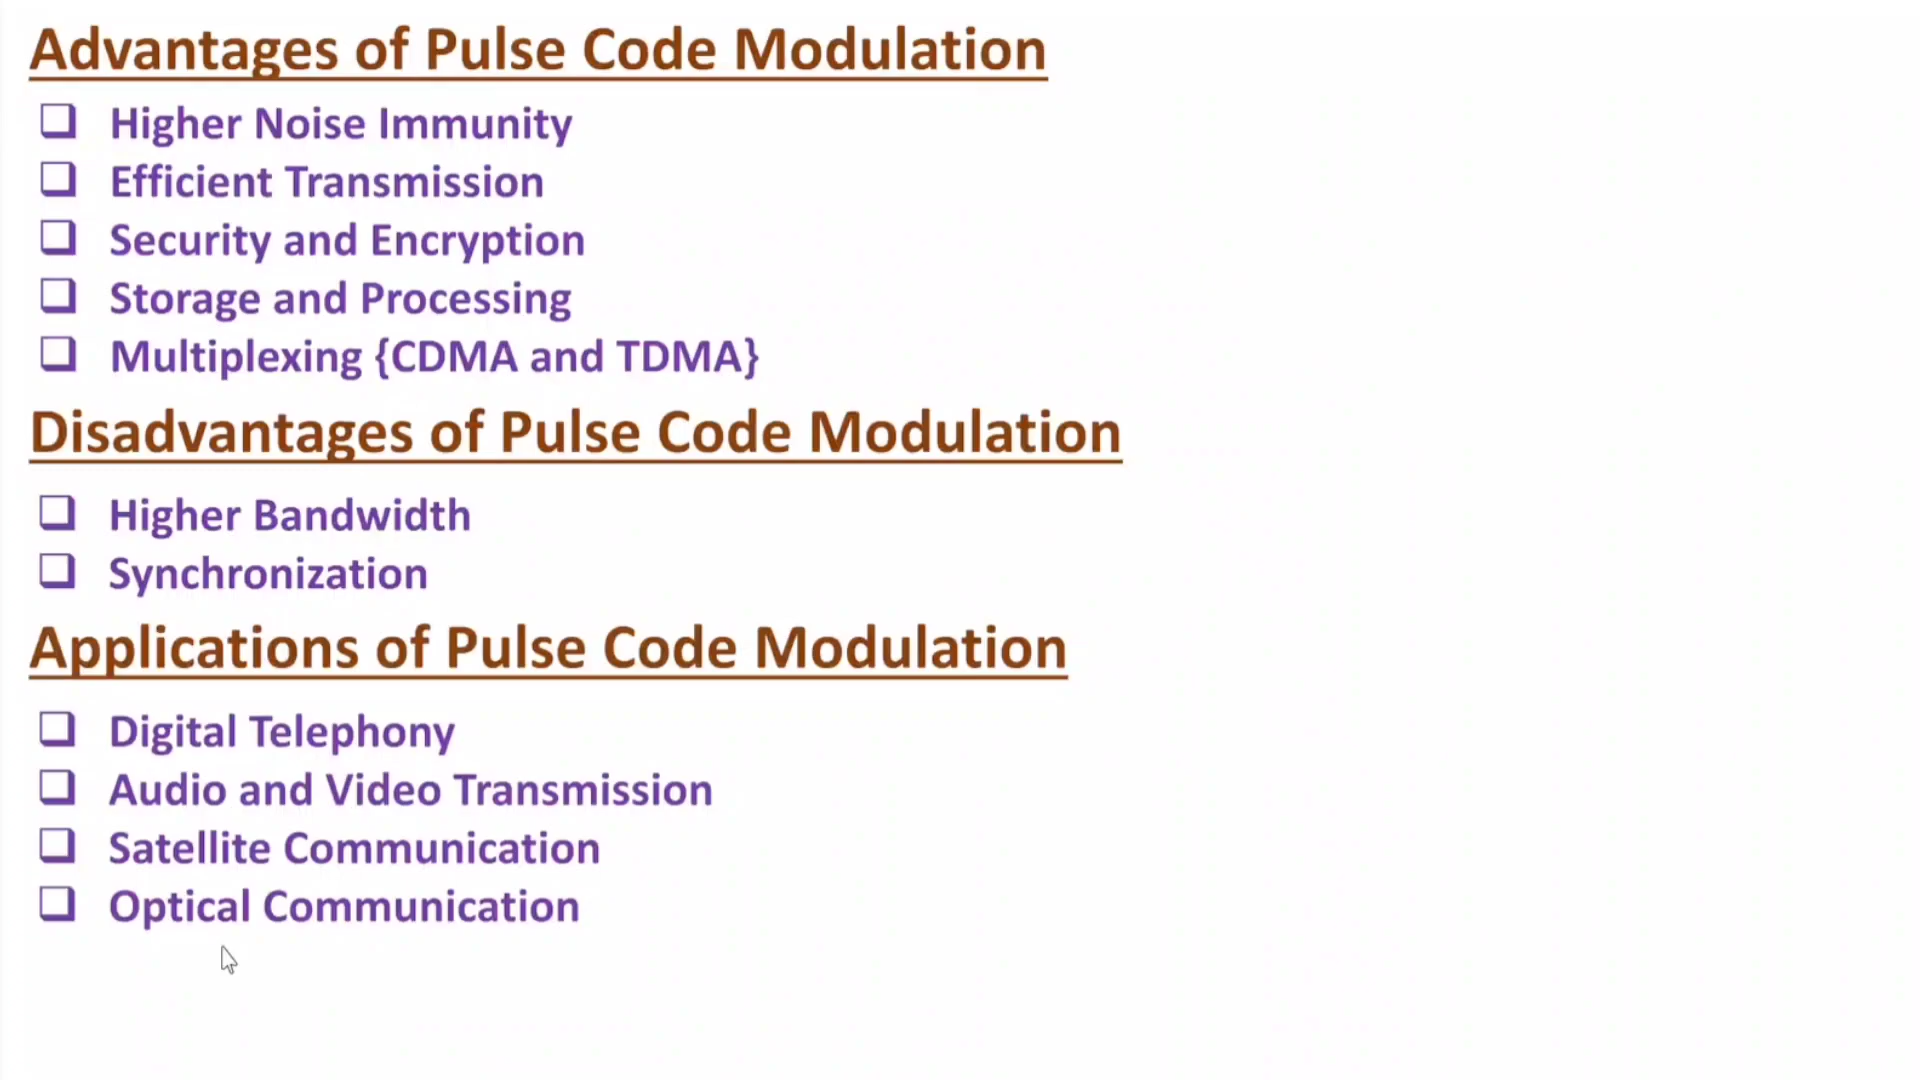 Advantages of Pulse Code Modulation
❑ Higher Noise Immunity
❑ Efficient Transmission
❑ Security and Encryption
❑ Storage and Processing
❑ Multiplexing {CDMA and TDMA}
Disadvantages of Pulse Code Modulation
❑ Higher Bandwidth
❑ Synchronization
Applications of Pulse Code Modulation
❑ Digital Telephony
❑ Audio and Video Transmission
❑ Satellite Communication
❑ Optical Communication